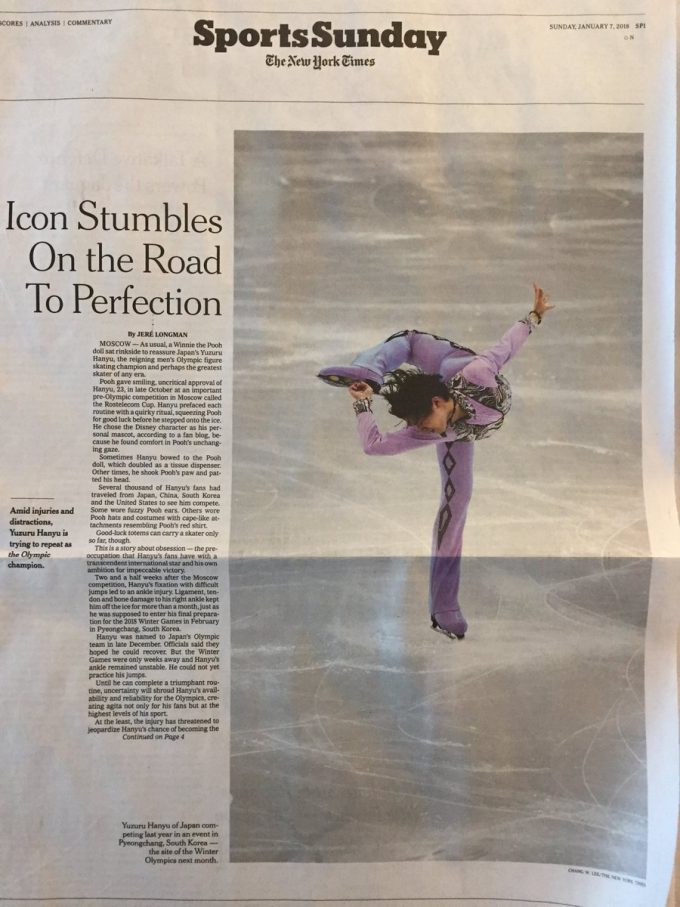 SCORES | ANALYSIS | COMMENTARY
SportsSunday
The New York Times
SUNDAY, JANUARY 7, 2018 SP1
N
Icon Stumbles
On the Road
To Perfection
By JERÉ LONGMAN
MOSCOW — As usual, a Winnie the Pooh
doll sat rinkside to reassure Japan's Yuzuru
Hanyu, the reigning men's Olympic figure
skating champion and perhaps the greatest
skater of any era.
Pooh gave smiling, uncritical approval of
Hanyu, 23, in late October at an important
pre-Olympic competition in Moscow called
the Rostelecom Cup. Hanyu prefaced each
routine with a quirky ritual, squeezing Pooh
for good luck before he stepped onto the ice.
He chose the Disney character as his per-
sonal mascot, according to a fan blog, be-
cause he found comfort in Pooh's unchang-
ing gaze.
Sometimes Hanyu bowed to the Pooh
doll, which doubled as a tissue dispenser.
Other times, he shook Pooh's paw and pat-
ted his head.
Several thousand of Hanyu's fans had
traveled from Japan, China, South Korea
and the United States to see him compete.
Some wore fuzzy Pooh ears. Others wore
Pooh hats and costumes with cape-like at-
tachments resembling Pooh's red shirt.
Good-luck totems can carry a skater only
so far, though.
This is a story about obsession — the pre-
occupation that Hanyu's fans have with a
transcendent international star and his own
ambition for impeccable victory.
Two and a half weeks after the Moscow
competition, Hanyu's fixation with difficult
jumps led to an ankle injury. Ligament, ten-
don and bone damage to his right ankle kept
him off the ice for more than a month, just as
he was supposed to enter his final prepara-
tion for the 2018 Winter Games in February
in Pyeongchang, South Korea.
Hanyu was named to Japan's Olympic
team in late December. Officials said they
hoped he could recover. But the Winter
Games were only weeks away and Hanyu's
ankle remained unstable. He could not yet
practice his jumps.
Until he can complete a triumphant rou-
tine, uncertainty will shroud Hanyu's avail-
ability and reliability for the Olympics, cre-
ating agita not only for his fans but at the
highest levels of his sport.
At the least, the injury has threatened to
jeopardize Hanyu's chance of becoming the
Continued on Page 4
Amid injuries and
distractions,
Yuzuru Hanyu is
trying to repeat as
the Olympic
champion.
Yuzuru Hanyu of Japan com-
peting last year in an event in
Pyeongchang, South Korea —
the site of the Winter
Olympics next month.
CHANG W. LEE/THE NEW YORK TIMES